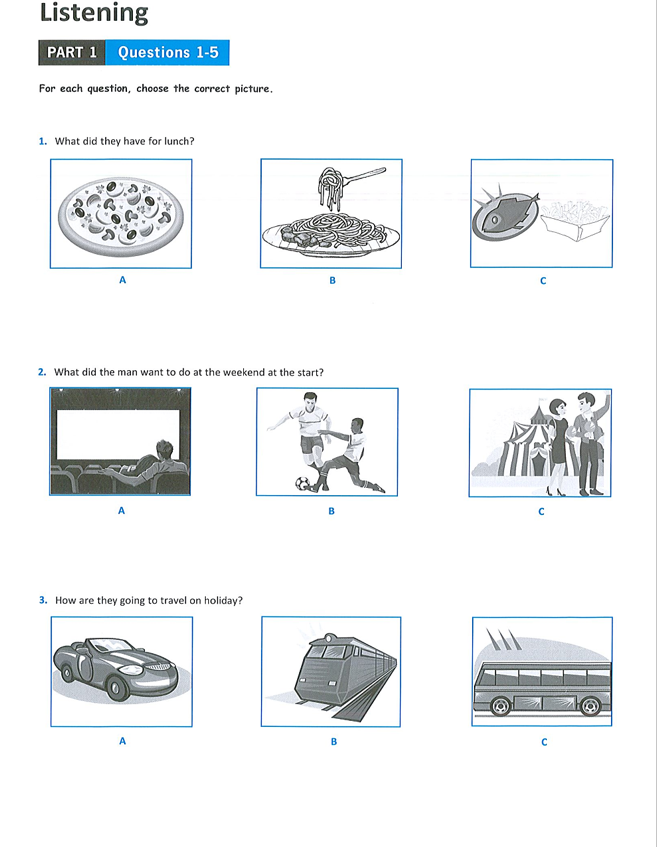 Listening
PART 1 Questions 1-5
For each question, choose the correct picture.
1. What did they have for lunch?
A B C
2. What did the man want to do at the weekend at the start?
A B C
3. How are they going to travel on holiday?
A B C